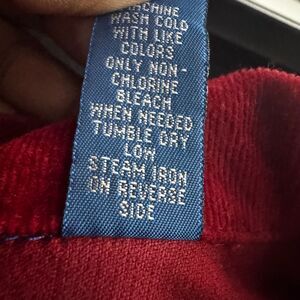 MACHINE
WASH COLD
WITH LIKE
COLORS
ONLY NON-
CHLORINE
BLEACH
WHEN NEEDED
TUMBLE DRY
LOW
STEAM IRON
ON REVERSE
SIDE